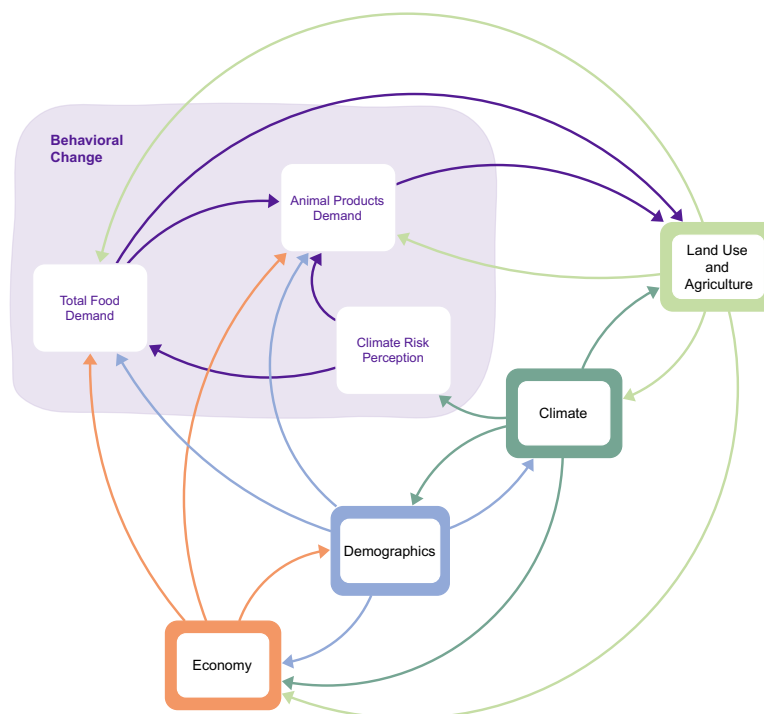 Behavioral
Change
Animal Products
Demand
Land Use
and
Agriculture
Total Food
Demand
Climate Risk
Perception
Climate
Demographics
Economy